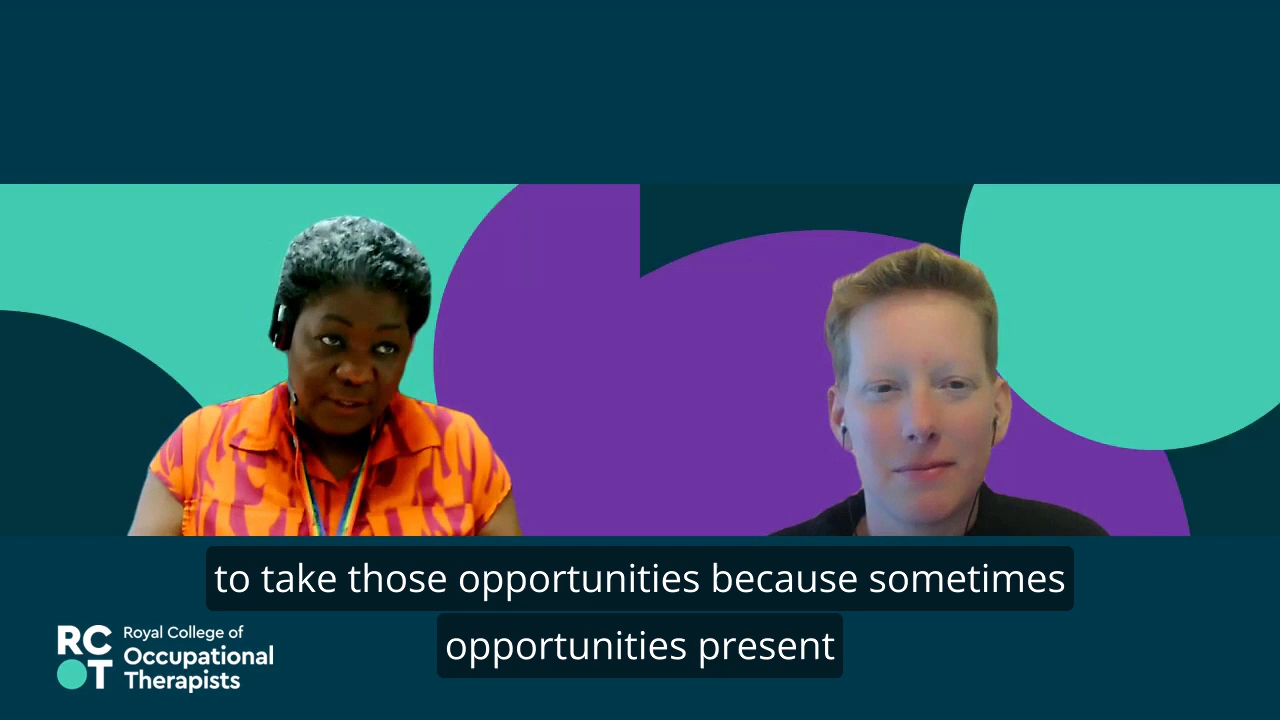 to take those opportunities because sometimes
opportunities present
RC
OT
Royal College of
Occupational
Therapists